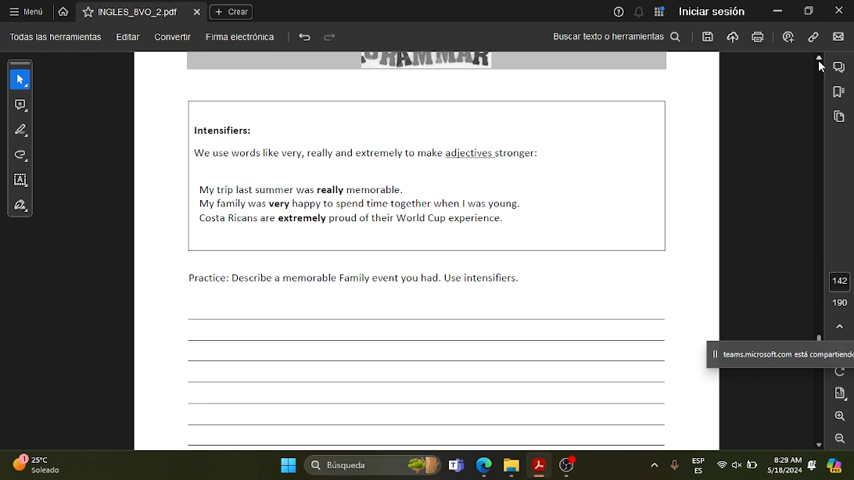 Menú
INGLES_8VO_2.pdf
Crear
Iniciar sesión
Todas las herramientas
Editar
Convertir
Firma electrónica
Buscar texto o herramientas
GRAMMAR
Intensifiers:
We use words like very, really and extremely to make adjectives stronger:
My trip last summer was really memorable.
My family was very happy to spend time together when I was young.
Costa Ricans are extremely proud of their World Cup experience.
Practice: Describe a memorable Family event you had. Use intensifiers.
142
190
teams.microsoft.com está compartiendo
1
25°C
Soleado
Búsqueda
ESP
ES
8:29 AM
5/18/2024